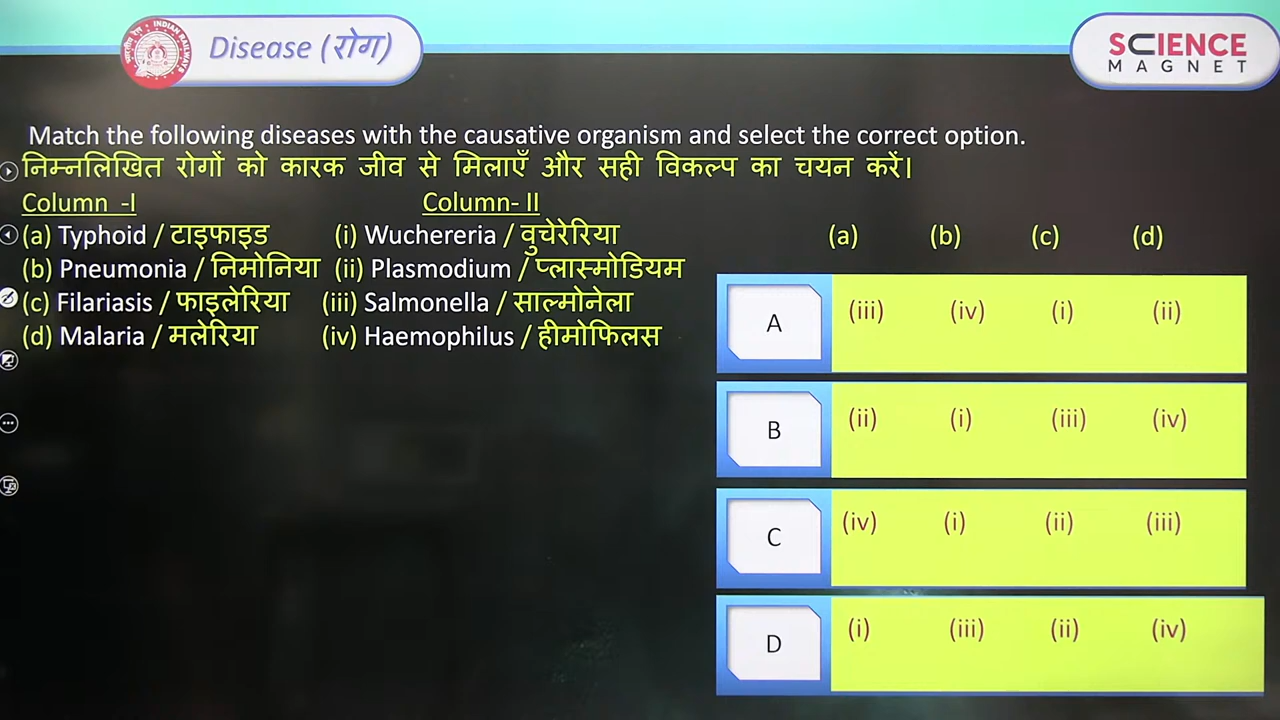 Disease (रोग)
SCIENCE
MAGNET
Match the following diseases with the causative organism and select the correct option.
निम्नलिखित रोगों को कारक जीव से मिलाएँ और सही विकल्प का चयन करें।
Column -I Column- II
(a) Typhoid / टाइफाइड (i) Wuchereria / वुचेरेरिया (a) (b) (c) (d)
(b) Pneumonia / निमोनिया (ii) Plasmodium / प्लास्मोडियम
(c) Filariasis / फाइलेरिया (iii) Salmonella / साल्मोनेला
(d) Malaria / मलेरिया (iv) Haemophilus / हीमोफिलस
A (iii) (iv) (i) (ii)
B (ii) (i) (iii) (iv)
C (iv) (i) (ii) (iii)
D (i) (iii) (ii) (iv)